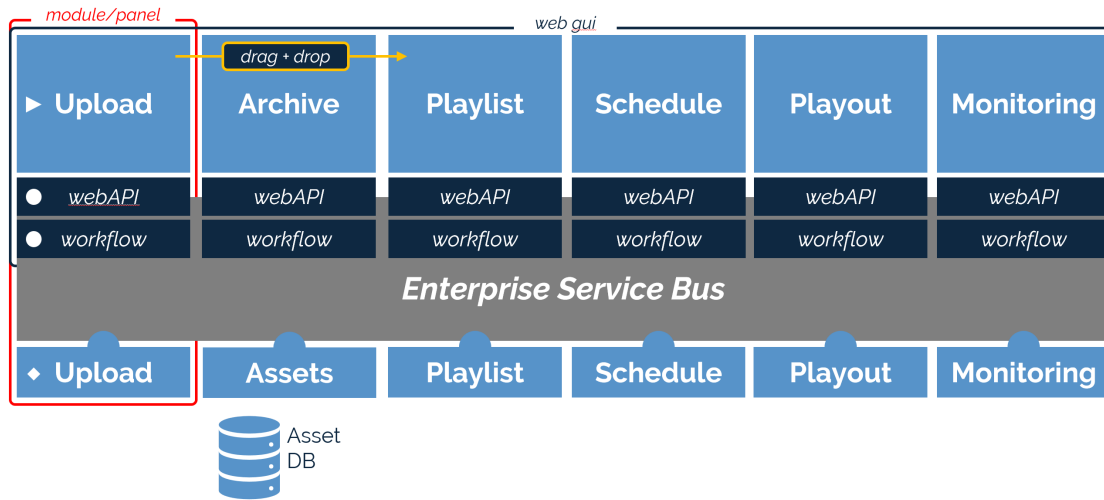 module/panel
web gui
drag + drop
Upload
Archive
Playlist
Schedule
Playout
Monitoring
webAPI
webAPI
webAPI
webAPI
webAPI
webAPI
workflow
workflow
workflow
workflow
workflow
workflow
Enterprise Service Bus
Upload
Assets
Playlist
Schedule
Playout
Monitoring
Asset
DB